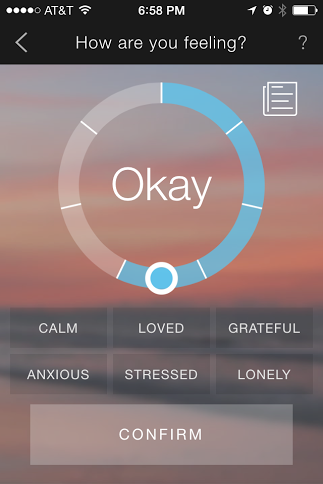 AT&T 6:58 PM
How are you feeling? ?
Okay
CALM LOVED GRATEFUL
ANXIOUS STRESSED LONELY
CONFIRM